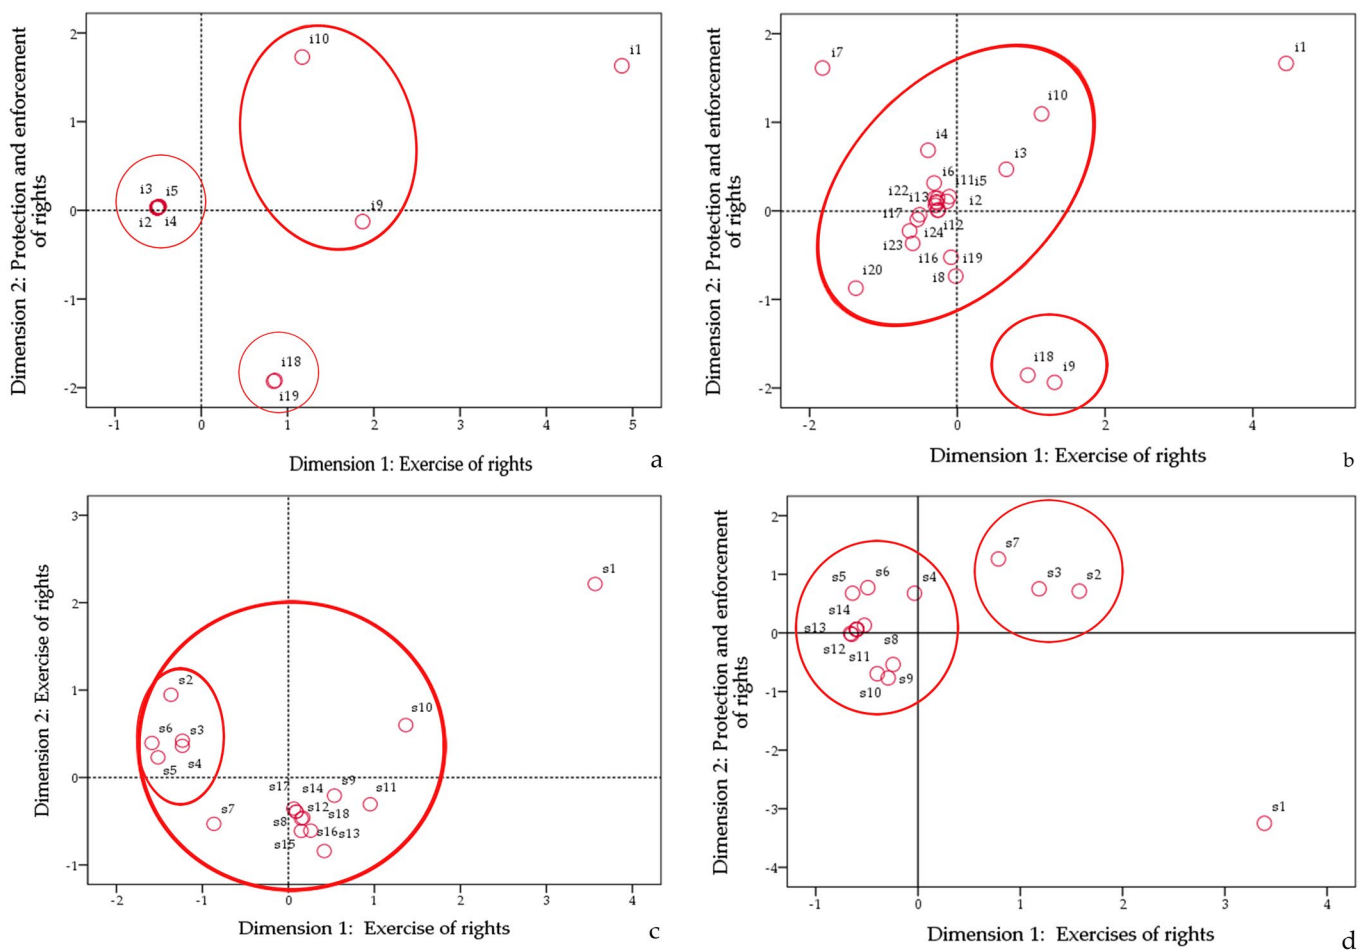 Dimension 2: Protection and enforcement
of rights
2
1
0
-1
-2
i10
i1
i3
i5
i2
i4
i9
i18
i19
-1
0
1
2
3
4
5
Dimension 1: Exercise of rights
a
Dimension 2: Protection and enforcement
of rights
2
1
0
-1
-2
i7
i1
i10
i4
i3
i6
i11
i5
i22
i13
i2
i17
i12
i24
i23
i16
i19
i20
i8
i18
i9
-2
0
2
4
Dimension 1: Exercise of rights
b
Dimension 2: Exercise of rights
3
2
1
0
-1
s1
s2
s10
s6
s3
s5
s4
s17
s14
s9
s11
s7
s12
s18
s8
s16
s13
s15
-2
-1
0
1
2
3
4
Dimension 1: Exercise of rights
c
Dimension 2: Protection and enforcement
of rights
2
1
0
-1
-2
-3
-4
s7
s5
s6
s4
s3
s2
s14
s13
s8
s12
s11
s9
s10
s1
-1
0
1
2
3
4
Dimension 1: Exercises of rights
d